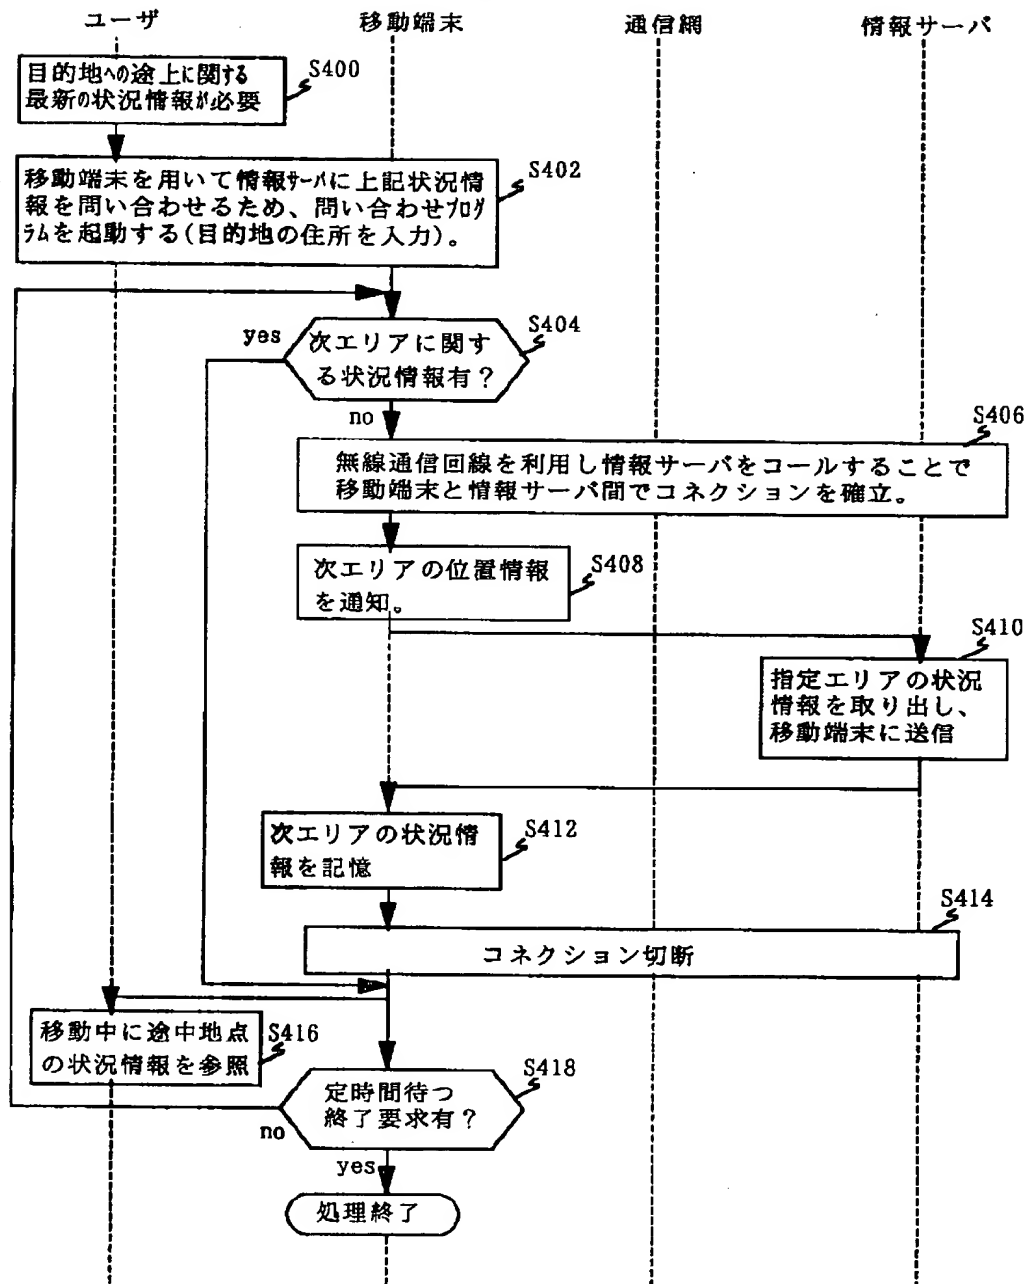 ユーザ
移動端末
通信網
情報サーバ
目的地への途上に関する
最新の状況情報が必要
S400
移動端末を用いて情報サーバに上記状況情
報を問い合わせるため、問い合わせプログ
ラムを起動する(目的地の住所を入力)。
S402
次エリアに関す
る状況情報有？
S404
yes
no
無線通信回線を利用し情報サーバをコールすることで
移動端末と情報サーバ間でコネクションを確立。
S406
次エリアの位置情報
を通知。
S408
指定エリアの状況
情報を取り出し、
移動端末に送信
S410
次エリアの状況情
報を記憶
S412
コネクション切断
S414
移動中に途中地点
の状況情報を参照
S416
定時間待つ
終了要求有？
S418
no
yes
処理終了